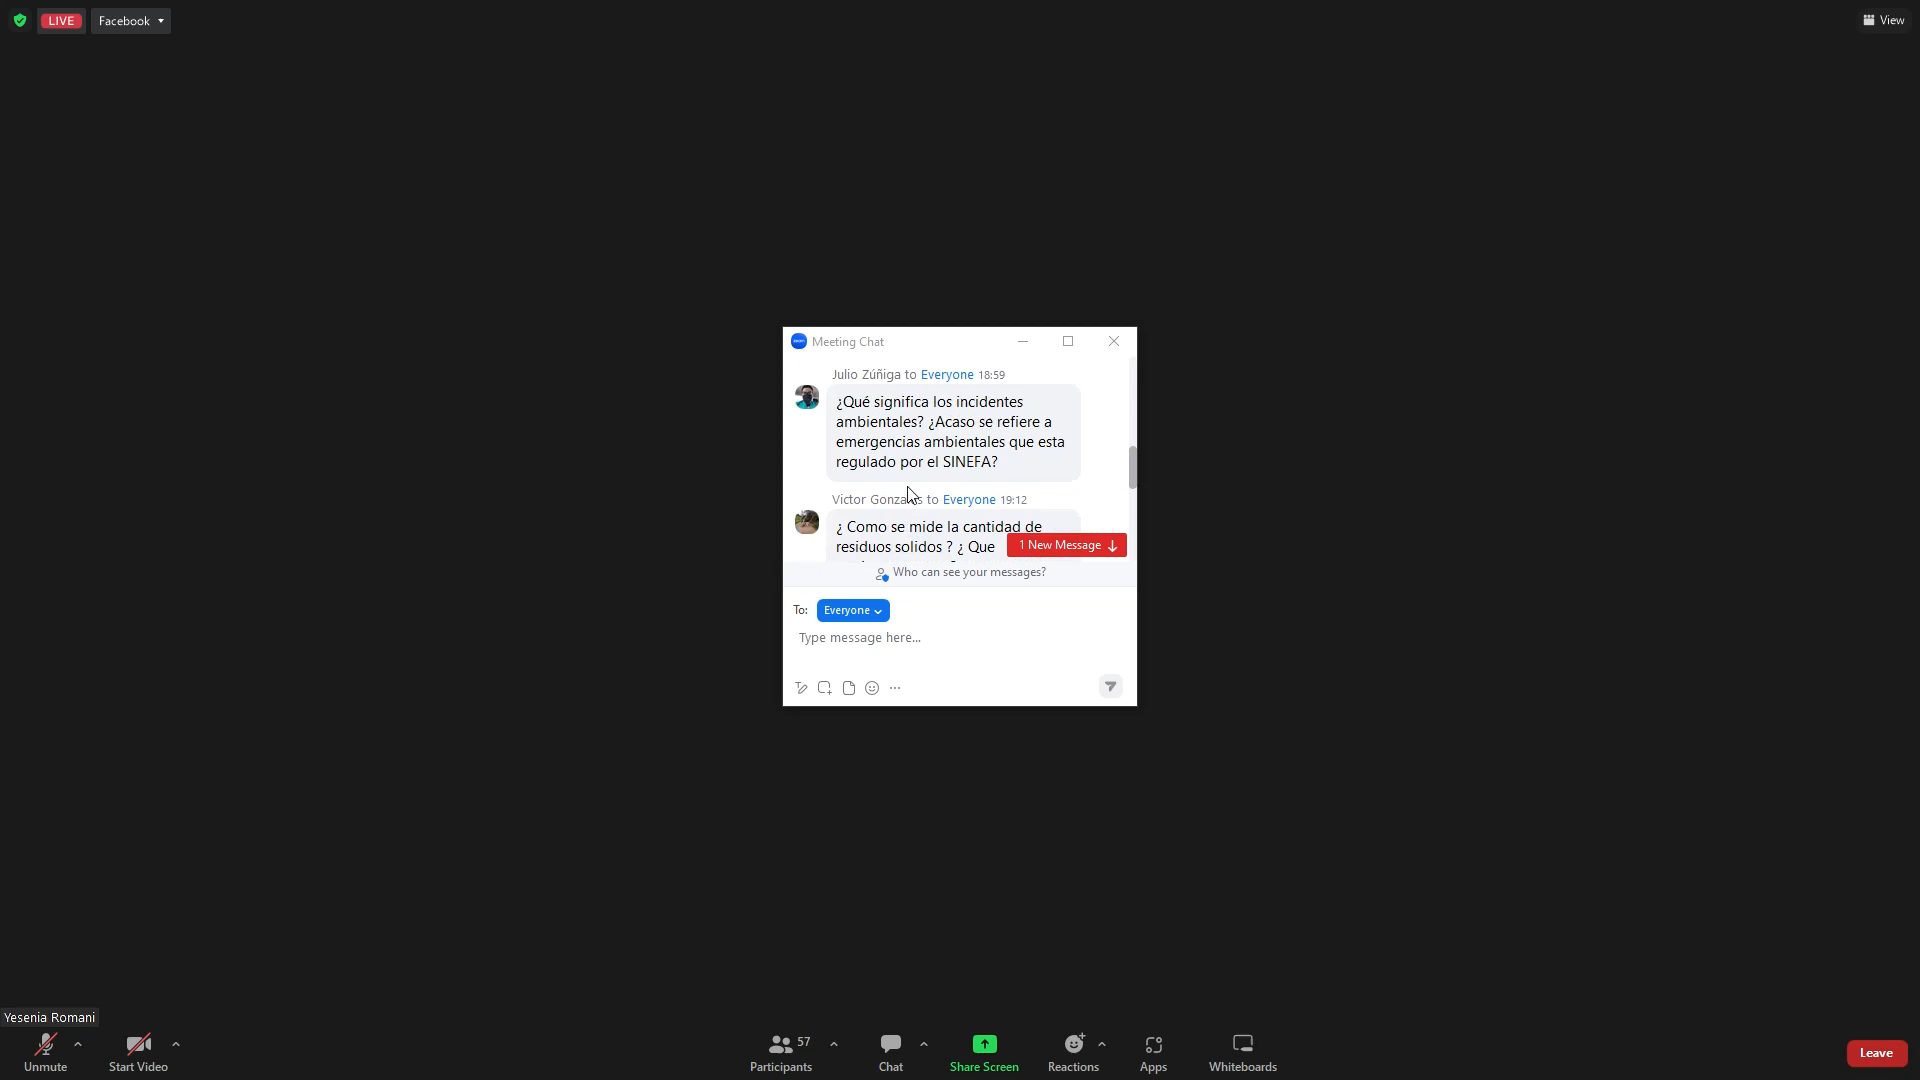 LIVE
Facebook
View
Meeting Chat
Julio Zúñiga to Everyone 18:59
¿Qué significa los incidentes
ambientales? ¿Acaso se refiere a
emergencias ambientales que esta
regulado por el SINEFA?
Victor to Everyone 19:12
¿ Como se mide la cantidad de
residuos solidos ? ¿ Que
1 New Message
Who can see your messages?
To: Everyone
Type message here...
Yesenia Romani
Unmute
Start Video
57
Participants
Chat
Share Screen
Reactions
Apps
Whiteboards
Leave